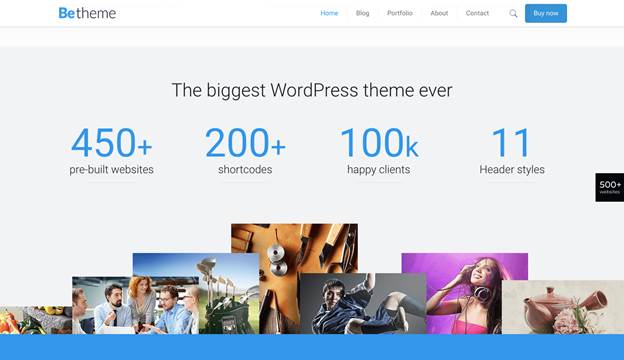 Betheme
Home Blog Portfolio About Contact Buy now
The biggest WordPress theme ever
450+ 200+ 100k 11
pre-built websites shortcodes happy clients Header styles
500+
websites